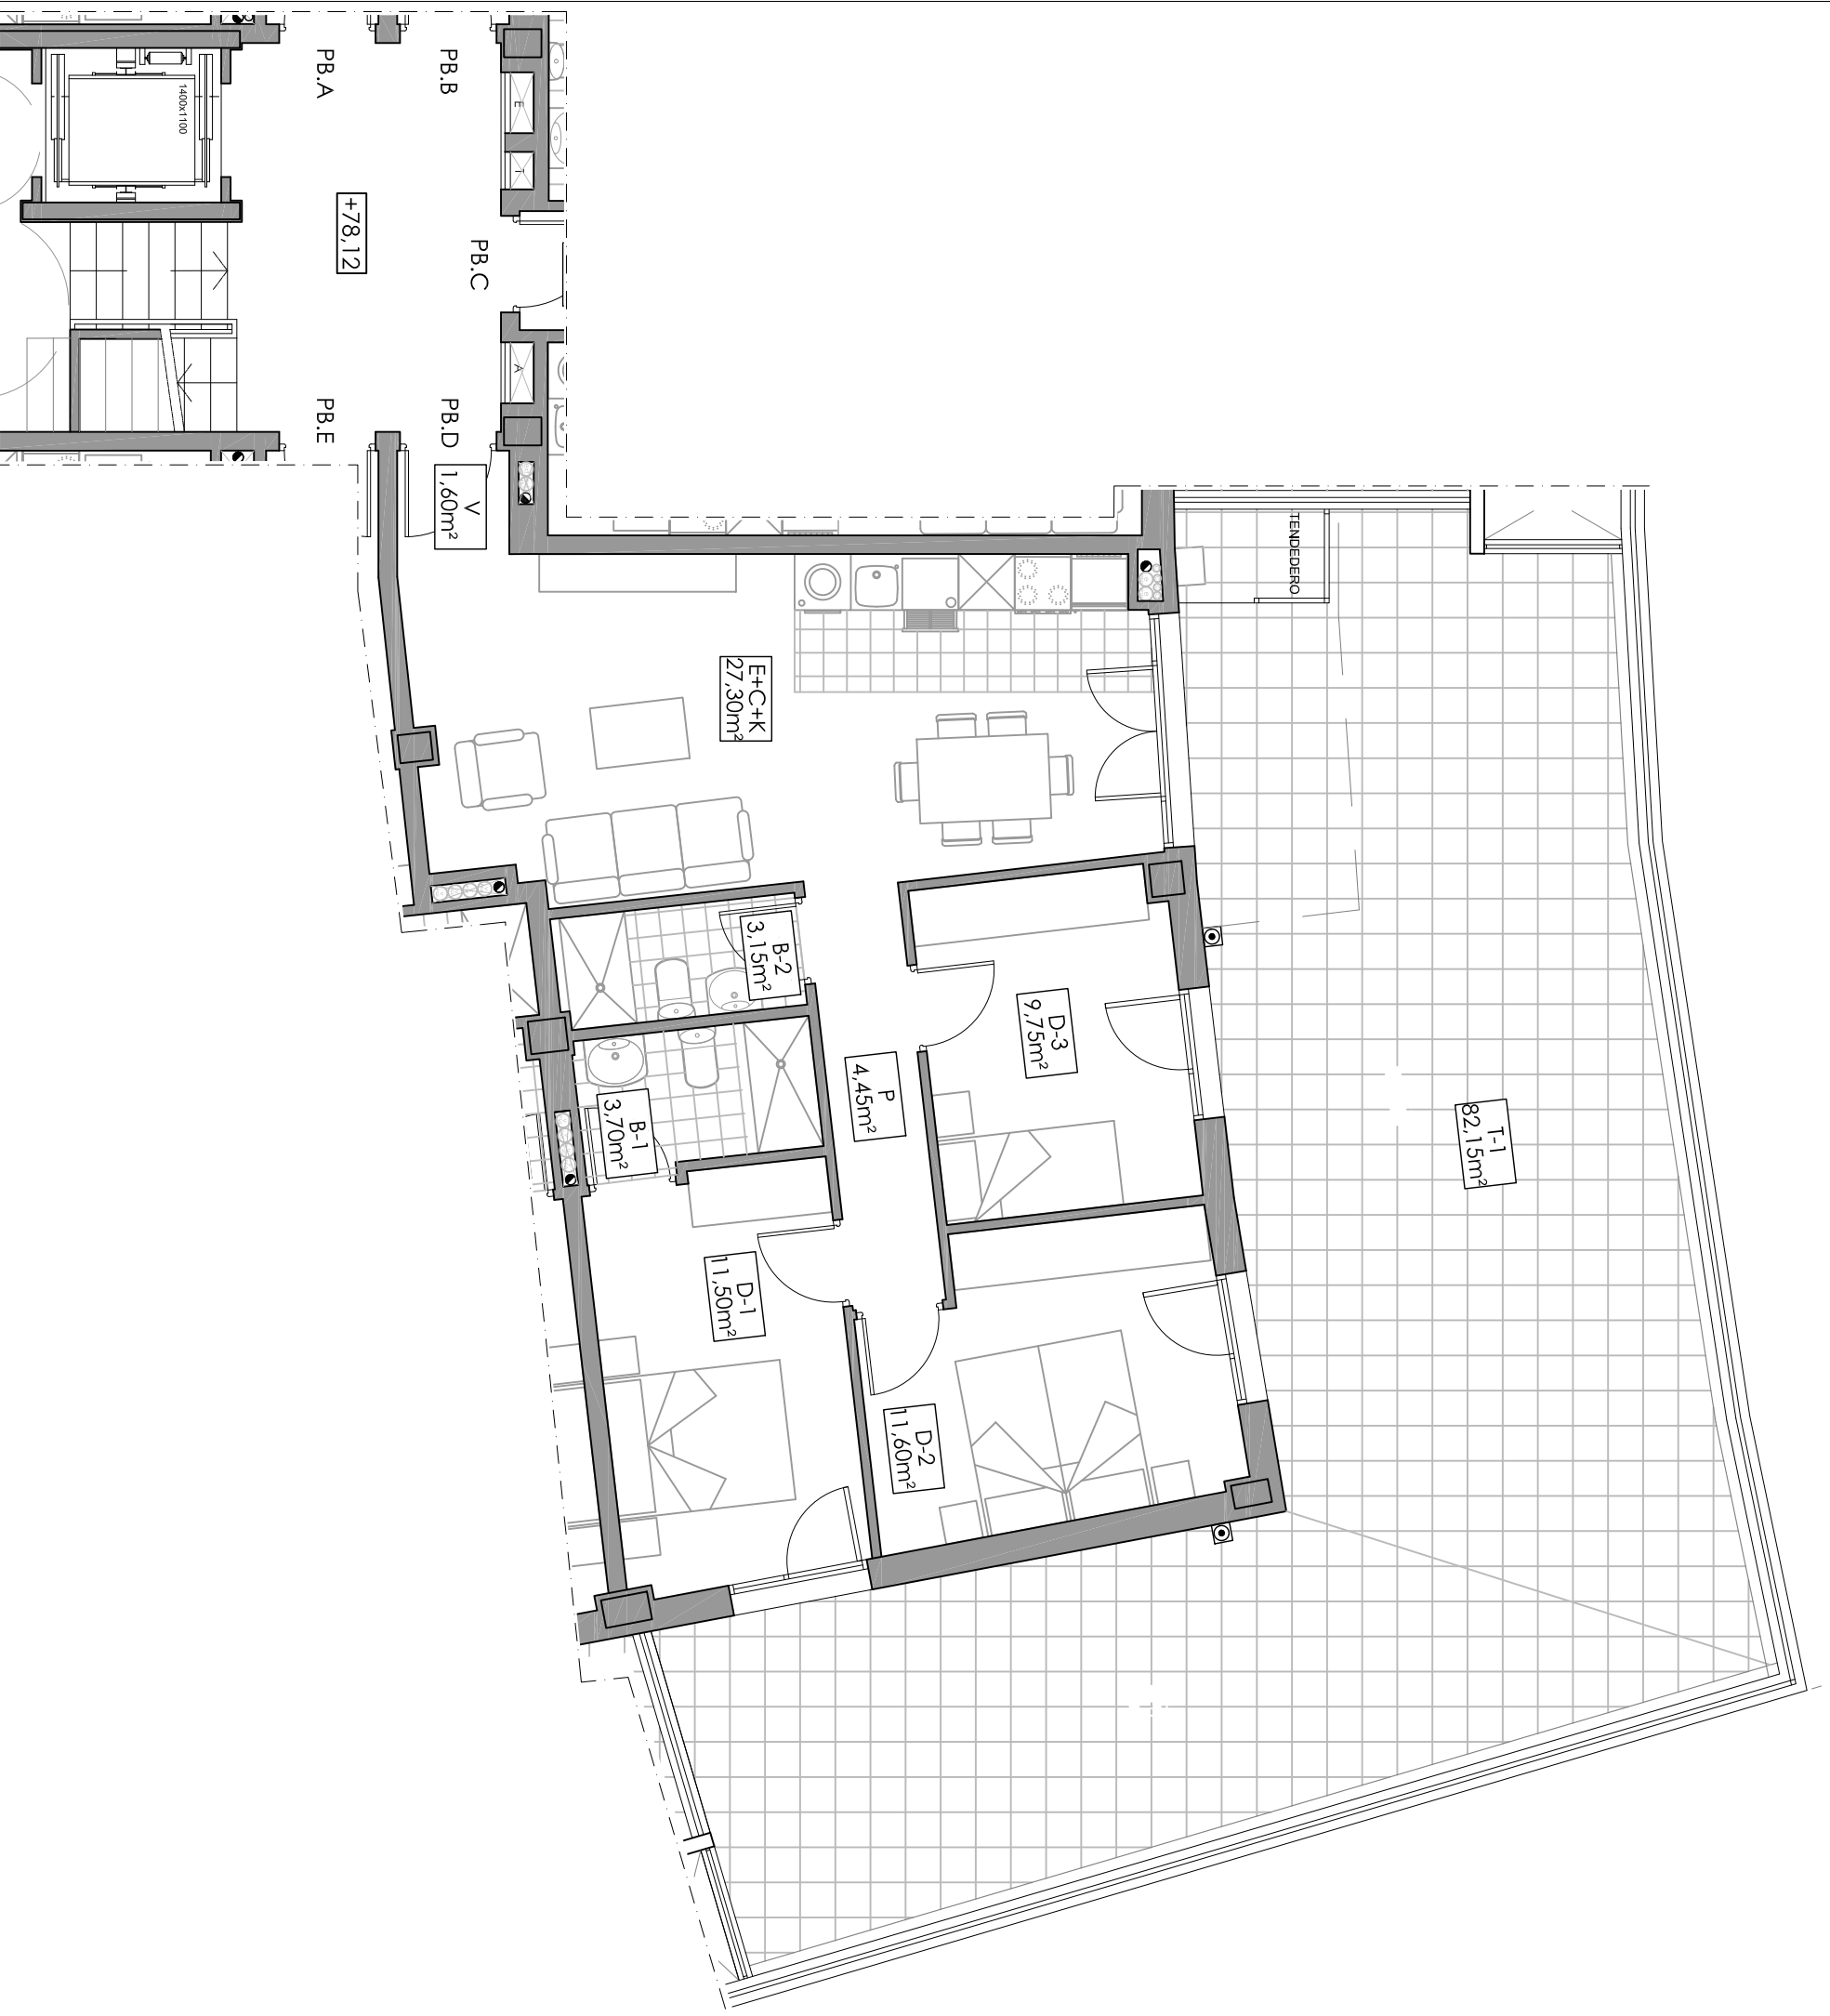 PB.A
PB.B
1400x1100
E
T
+78,12
PB.C
A
PB.E
PB.D
V
1,60m²
TENDEDERO
E+C+K
27,30m²
B-2
3,15m²
D-3
9,75m²
P
4,45m²
B-1
3,70m²
T-1
82,15m²
D-1
11,50m²
D-2
11,60m²